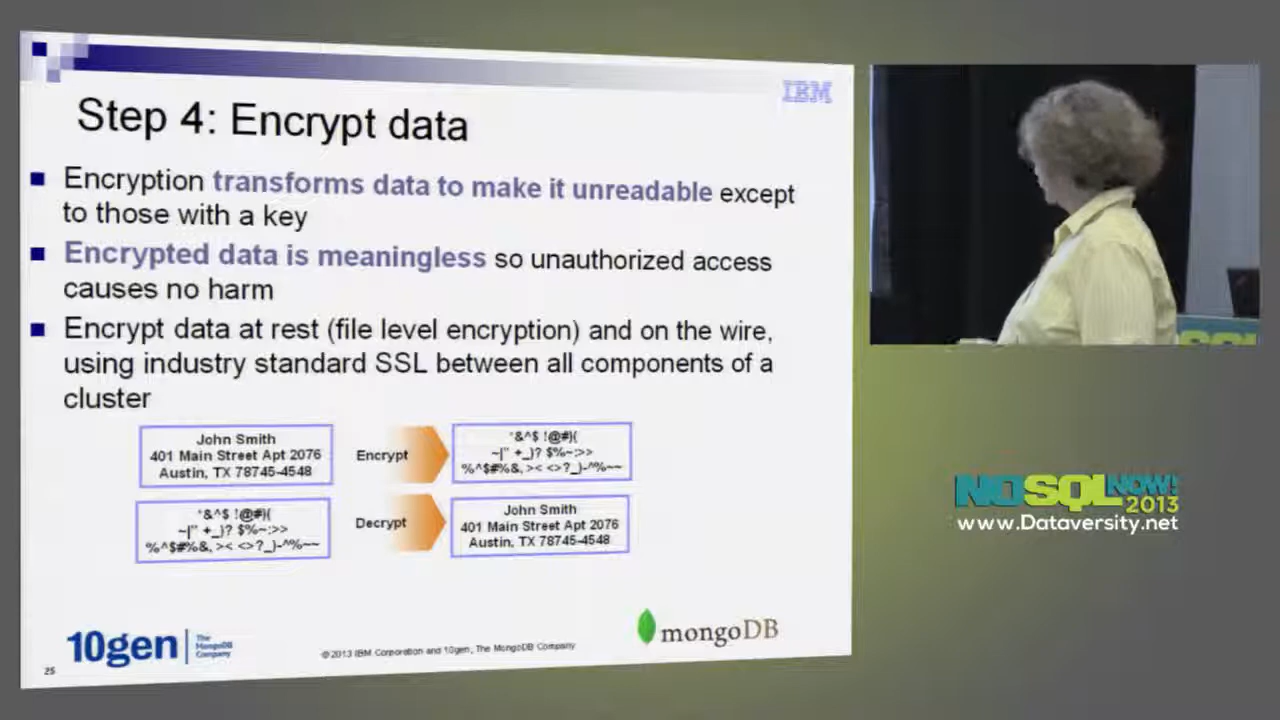 IBM
Step 4: Encrypt data
Encryption transforms data to make it unreadable except
to those with a key
Encrypted data is meaningless so unauthorized access
causes no harm
Encrypt data at rest (file level encryption) and on the wire,
using industry standard SSL between all components of a
cluster
John Smith
401 Main Street Apt 2076
Austin, TX 78745-4548
Encrypt
*&^$ !@#){
~|" +_)? $%~:>>
%^$#%&, >< <>?_)-^%~~
*&^$ !@#){
~|" +_)? $%~:>>
%^$#%&, >< <>?_)-^%~~
Decrypt
John Smith
401 Main Street Apt 2076
Austin, TX 78745-4548
10gen
The
MongoDB
Company
©2013 IBM Corporation and 10gen, The MongoDB Company
mongoDB
25
NOSQLNOW!
2013
www.Dataversity.net